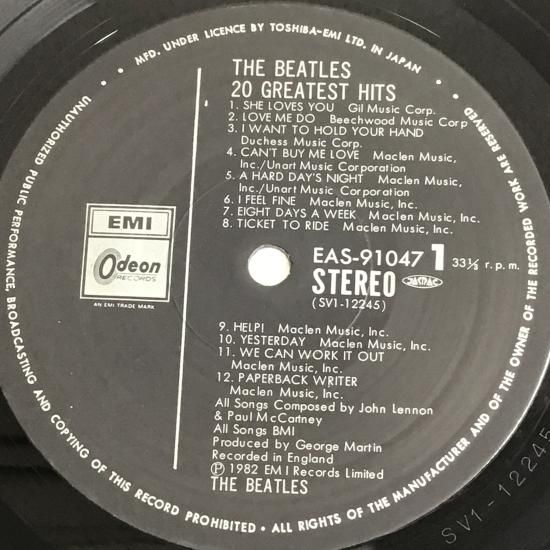 • MFD. UNDER LICENCE BY TOSHIBA-EMI LTD. IN JAPAN •
UNAUTHORIZED PUBLIC PERFORMANCE, BROADCASTING AND COPYING OF THIS RECORD PROHIBITED • ALL RIGHTS OF THE MANUFACTURER AND OF THE OWNER OF THE RECORDED WORK ARE RESERVED
THE BEATLES
20 GREATEST HITS
1. SHE LOVES YOU Gil Music Corp.
2. LOVE ME DO Beechwood Music Corp
3. I WANT TO HOLD YOUR HAND
Duchess Music Corp.
4. CAN'T BUY ME LOVE Maclen Music,
Inc./Unart Music Corporation
5. A HARD DAY'S NIGHT Maclen Music,
Inc./Unart Music Corporation
6. I FEEL FINE Maclen Music, Inc.
7. EIGHT DAYS A WEEK Maclen Music, Inc.
8. TICKET TO RIDE Maclen Music, Inc.
EMI
Odeon
RECORDS
AN EMI TRADE MARK
EAS-91047 1 33⅓ r.p.m.
STEREO JASRAC
(SV1-12245)
9. HELP! Maclen Music, Inc.
10. YESTERDAY Maclen Music, Inc.
11. WE CAN WORK IT OUT
Maclen Music, Inc.
12. PAPERBACK WRITER
Maclen Music, Inc.
All Songs Composed by John Lennon
& Paul McCartney
All Songs BMI
Produced by George Martin
Recorded in England
Ⓟ 1982 EMI Records Limited
THE BEATLES
SV1-12245